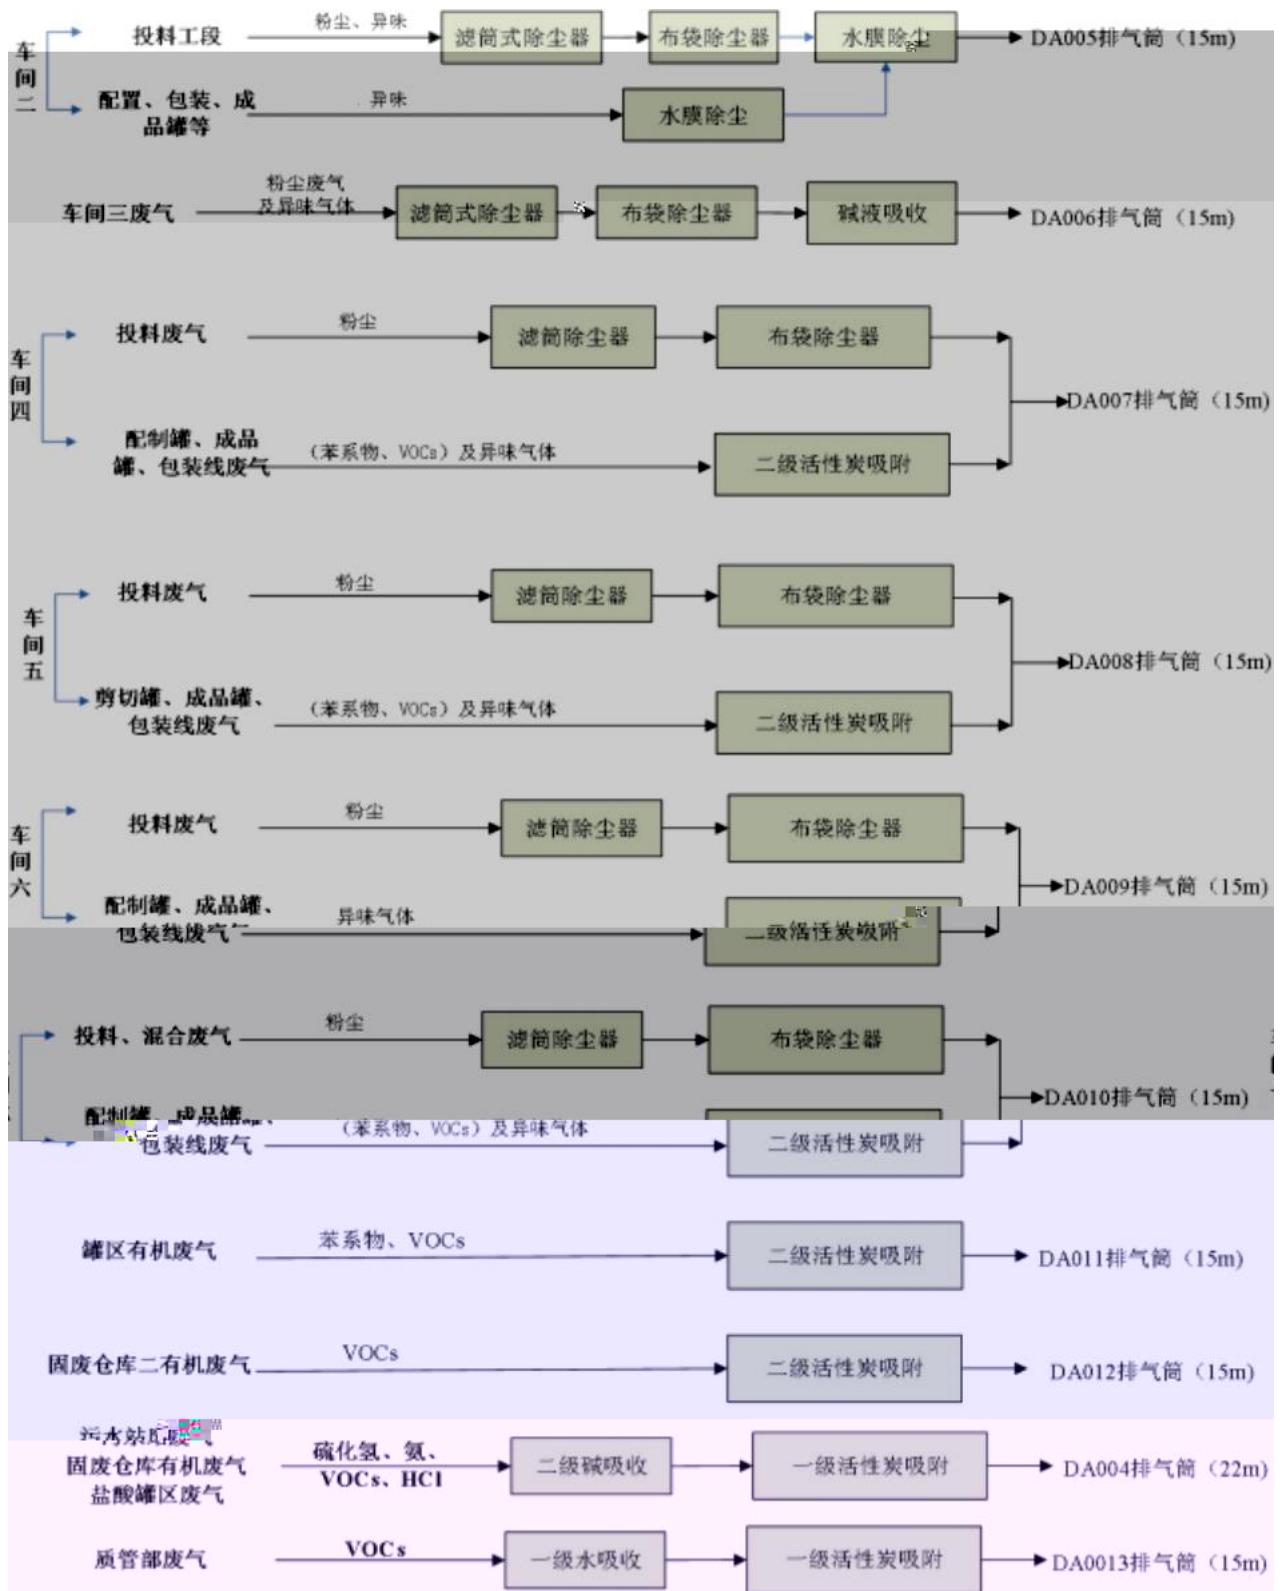 车间二
投料工段
粉尘、异味
滤筒式除尘器
布袋除尘器
水膜除尘
DA005排气筒（15m)
配置、包装、成
品罐等
异味
水膜除尘
车间三废气
粉尘废气
及异味气体
滤筒式除尘器
布袋除尘器
碱液吸收
DA006排气筒（15m)
车间四
投料废气
粉尘
滤筒除尘器
布袋除尘器
DA007排气筒（15m)
配制罐、成品
罐、包装线废气
（苯系物、VOCs）及异味气体
二级活性炭吸附
车间五
投料废气
粉尘
滤筒除尘器
布袋除尘器
DA008排气筒（15m)
剪切罐、成品罐、
包装线废气
（苯系物、VOCs）及异味气体
二级活性炭吸附
车间六
投料废气
粉尘
滤筒除尘器
布袋除尘器
DA009排气筒（15m)
配制罐、成品罐、
包装线废气
异味气体
二级活性炭吸附
投料、混合废气
粉尘
滤筒除尘器
布袋除尘器
DA010排气筒（15m)
配制罐、成品罐、
包装线废气
（苯系物、VOCs）及异味气体
二级活性炭吸附
罐区有机废气
苯系物、VOCs
二级活性炭吸附
DA011排气筒（15m)
固废仓库二有机废气
VOCs
二级活性炭吸附
DA012排气筒（15m)
固废仓库有机废气
盐酸罐区废气
硫化氢、氨、
VOCs、HCl
二级碱吸收
一级活性炭吸附
DA004排气筒（22m)
质管部废气
VOCs
一级水吸收
一级活性炭吸附
DA0013排气筒（15m)